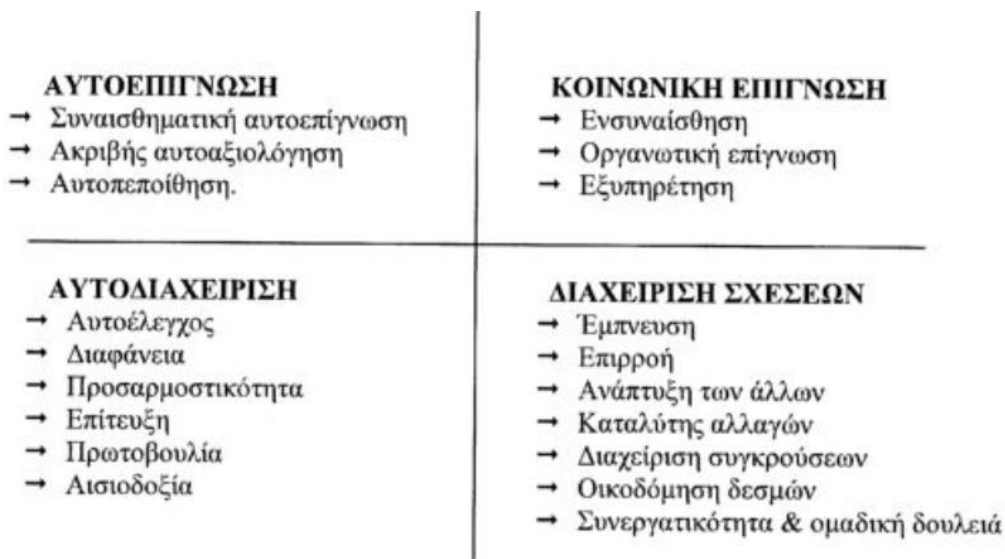 ΑΥΤΟΕΠΙΓΝΩΣΗ
→ Συναισθηματική αυτοεπίγνωση
→ Ακριβής αυτοαξιολόγηση
→ Αυτοπεποίθηση.
ΚΟΙΝΩΝΙΚΗ ΕΠΙΓΝΩΣΗ
→ Ενσυναίσθηση
→ Οργανωτική επίγνωση
→ Εξυπηρέτηση
ΑΥΤΟΔΙΑΧΕΙΡΙΣΗ
→ Αυτοέλεγχος
→ Διαφάνεια
→ Προσαρμοστικότητα
→ Επίτευξη
→ Πρωτοβουλία
→ Αισιοδοξία
ΔΙΑΧΕΙΡΙΣΗ ΣΧΕΣΕΩΝ
→ Έμπνευση
→ Επιρροή
→ Ανάπτυξη των άλλων
→ Καταλύτης αλλαγών
→ Διαχείριση συγκρούσεων
→ Οικοδόμηση δεσμών
→ Συνεργατικότητα & ομαδική δουλειά